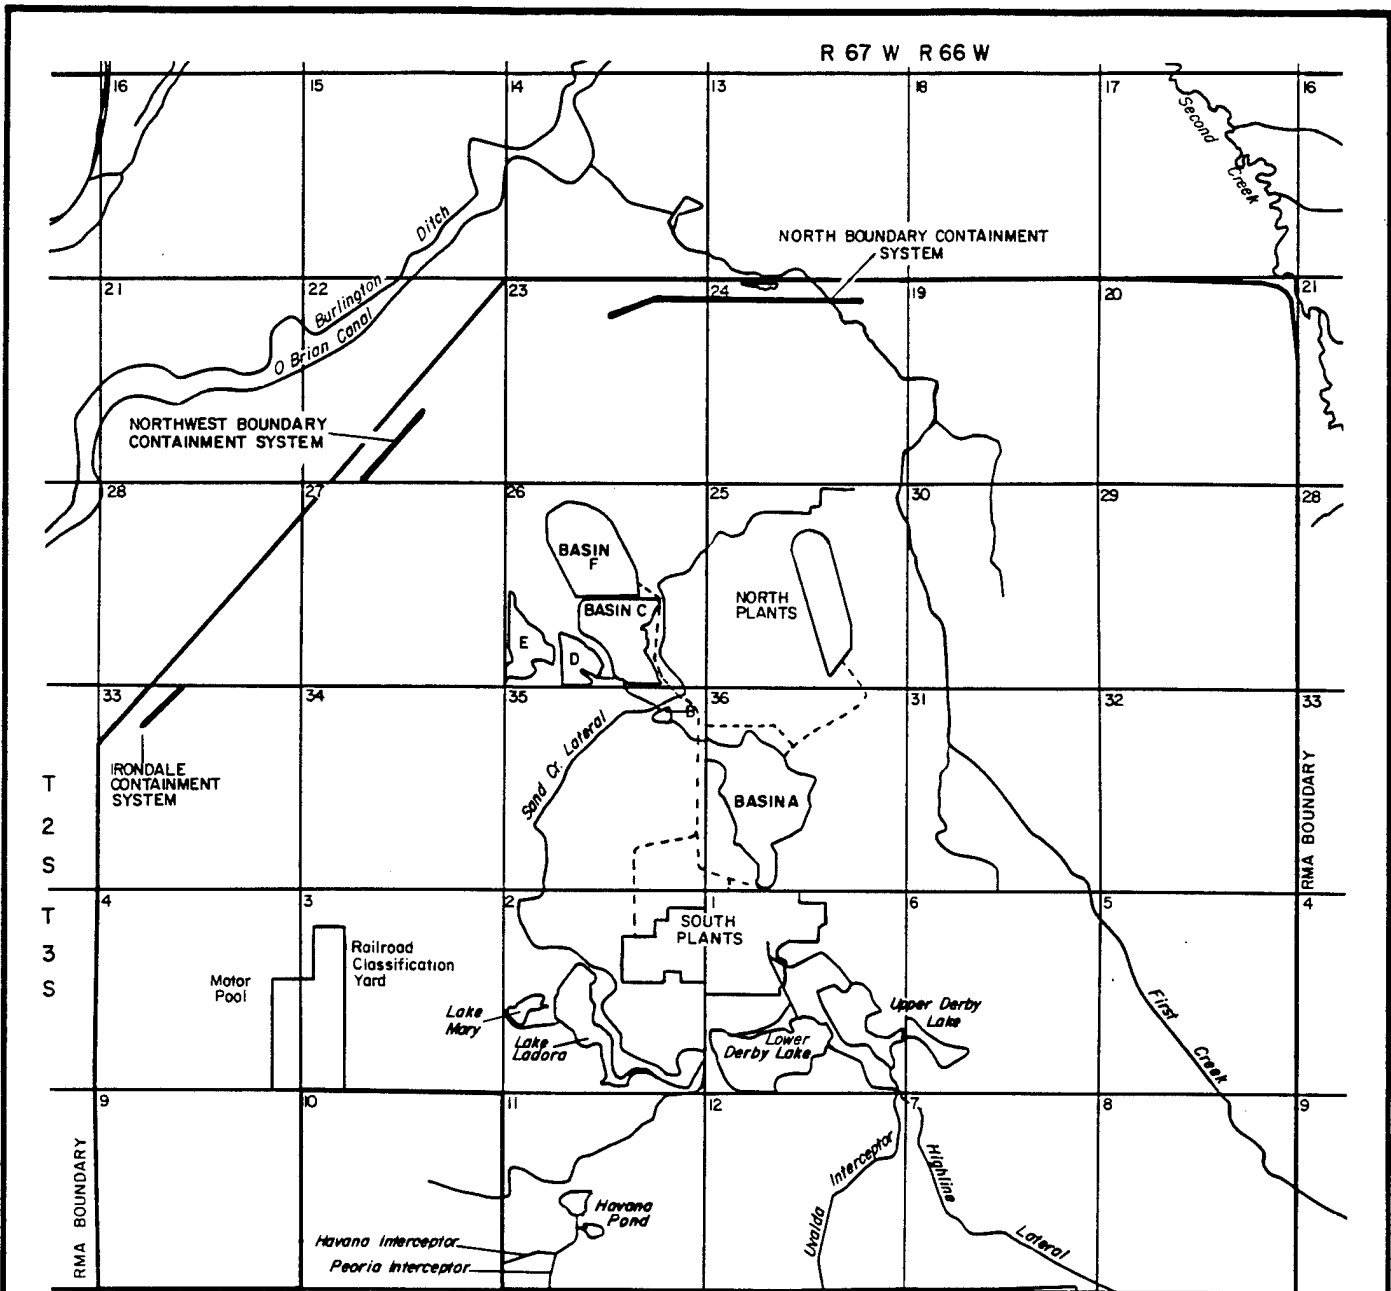 R 67 W R 66 W
16
15
14
13
18
17
16
Second
Creek
Ditch
NORTH BOUNDARY CONTAINMENT
SYSTEM
21
22
23
24
19
20
21
Burlington
O Brian Canal
NORTHWEST BOUNDARY
CONTAINMENT SYSTEM
28
27
26
25
30
29
28
BASIN
F
BASIN C
NORTH
PLANTS
E
D
33
34
35
36
31
32
33
B
Sand Cr. Lateral
IRONDALE
CONTAINMENT
SYSTEM
BASIN A
RMA BOUNDARY
T
2
S
4
3
2
1
6
5
4
T
3
S
SOUTH
PLANTS
Railroad
Classification
Yard
Motor
Pool
Lake
Mary
Lake
Ladora
Lower
Derby Lake
Upper Derby
Lake
First
Creek
9
10
11
12
7
8
9
RMA BOUNDARY
Interceptor
Uvalda
Highline
Lateral
Havana
Pond
Havana Interceptor
Peoria Interceptor